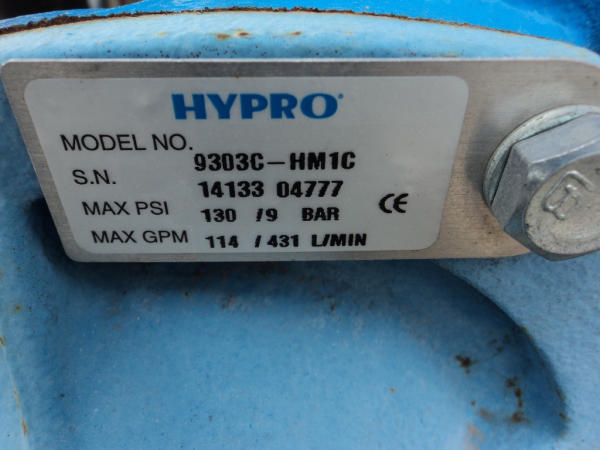 HYPRO®
MODEL NO. 9303C-HM1C
S.N. 14133 04777
MAX PSI 130 /9 BAR
MAX GPM 114 / 431 L/MIN
CE